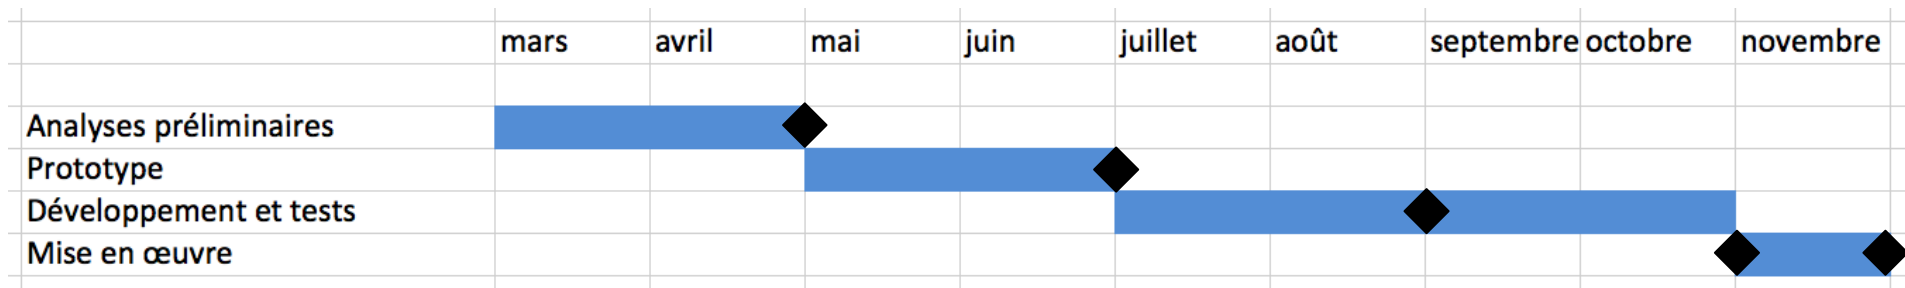 mars avril mai juin juillet août septembre octobre novembre
Analyses préliminaires
Prototype
Développement et tests
Mise en œuvre